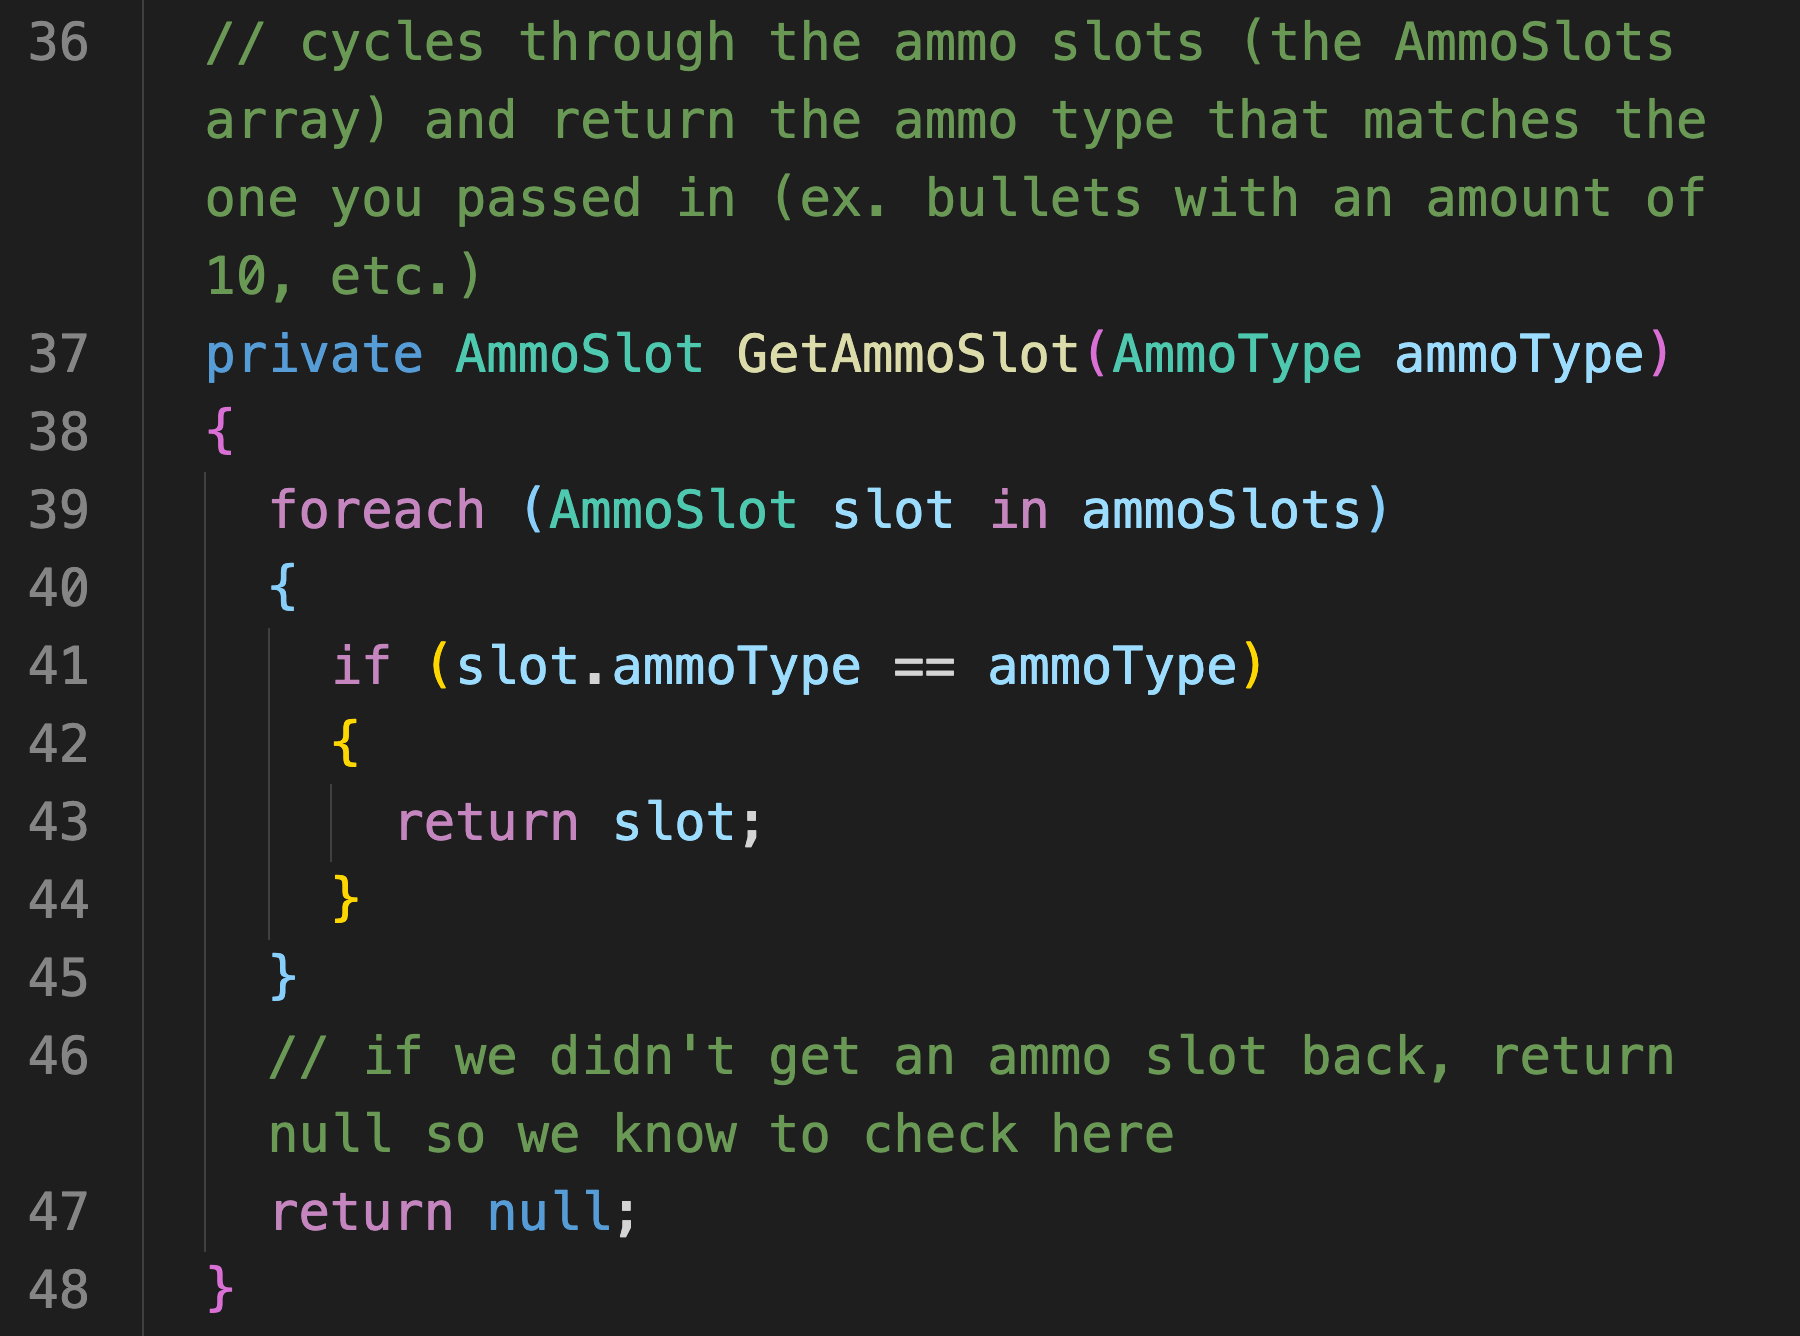 36 // cycles through the ammo slots (the AmmoSlots
array) and return the ammo type that matches the
one you passed in (ex. bullets with an amount of
10, etc.)
37 private AmmoSlot GetAmmoSlot(AmmoType ammoType)
38 {
39 foreach (AmmoSlot slot in ammoSlots)
40 {
41 if (slot.ammoType == ammoType)
42 {
43 return slot;
44 }
45 }
46 // if we didn't get an ammo slot back, return
null so we know to check here
47 return null;
48 }